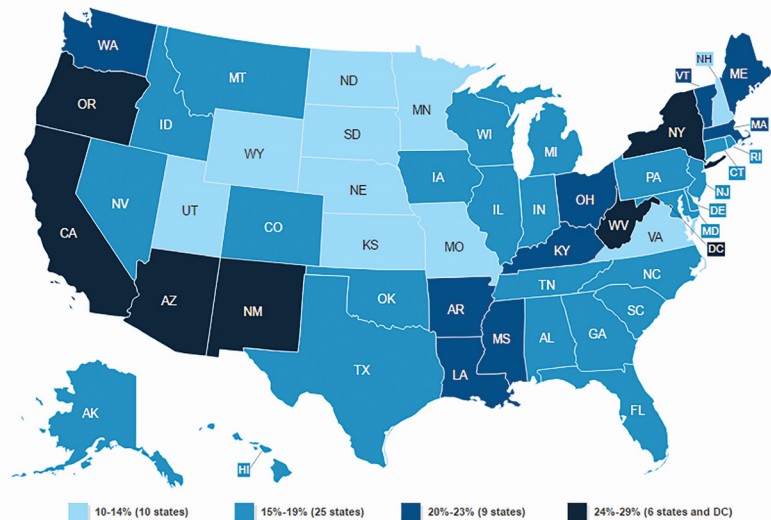 WA
MT
ND
MN
NH
VT
ME
OR
ID
SD
WI
MI
NY
MA
WY
RI
CT
IA
PA
NJ
NE
NV
UT
IL
IN
OH
DE
MD
CO
WV
DC
CA
KS
MO
KY
VA
NC
TN
AZ
NM
OK
AR
SC
MS
AL
GA
TX
LA
FL
AK
HI
10-14% (10 states)
15%-19% (25 states)
20%-23% (9 states)
24%-29% (6 states and DC)